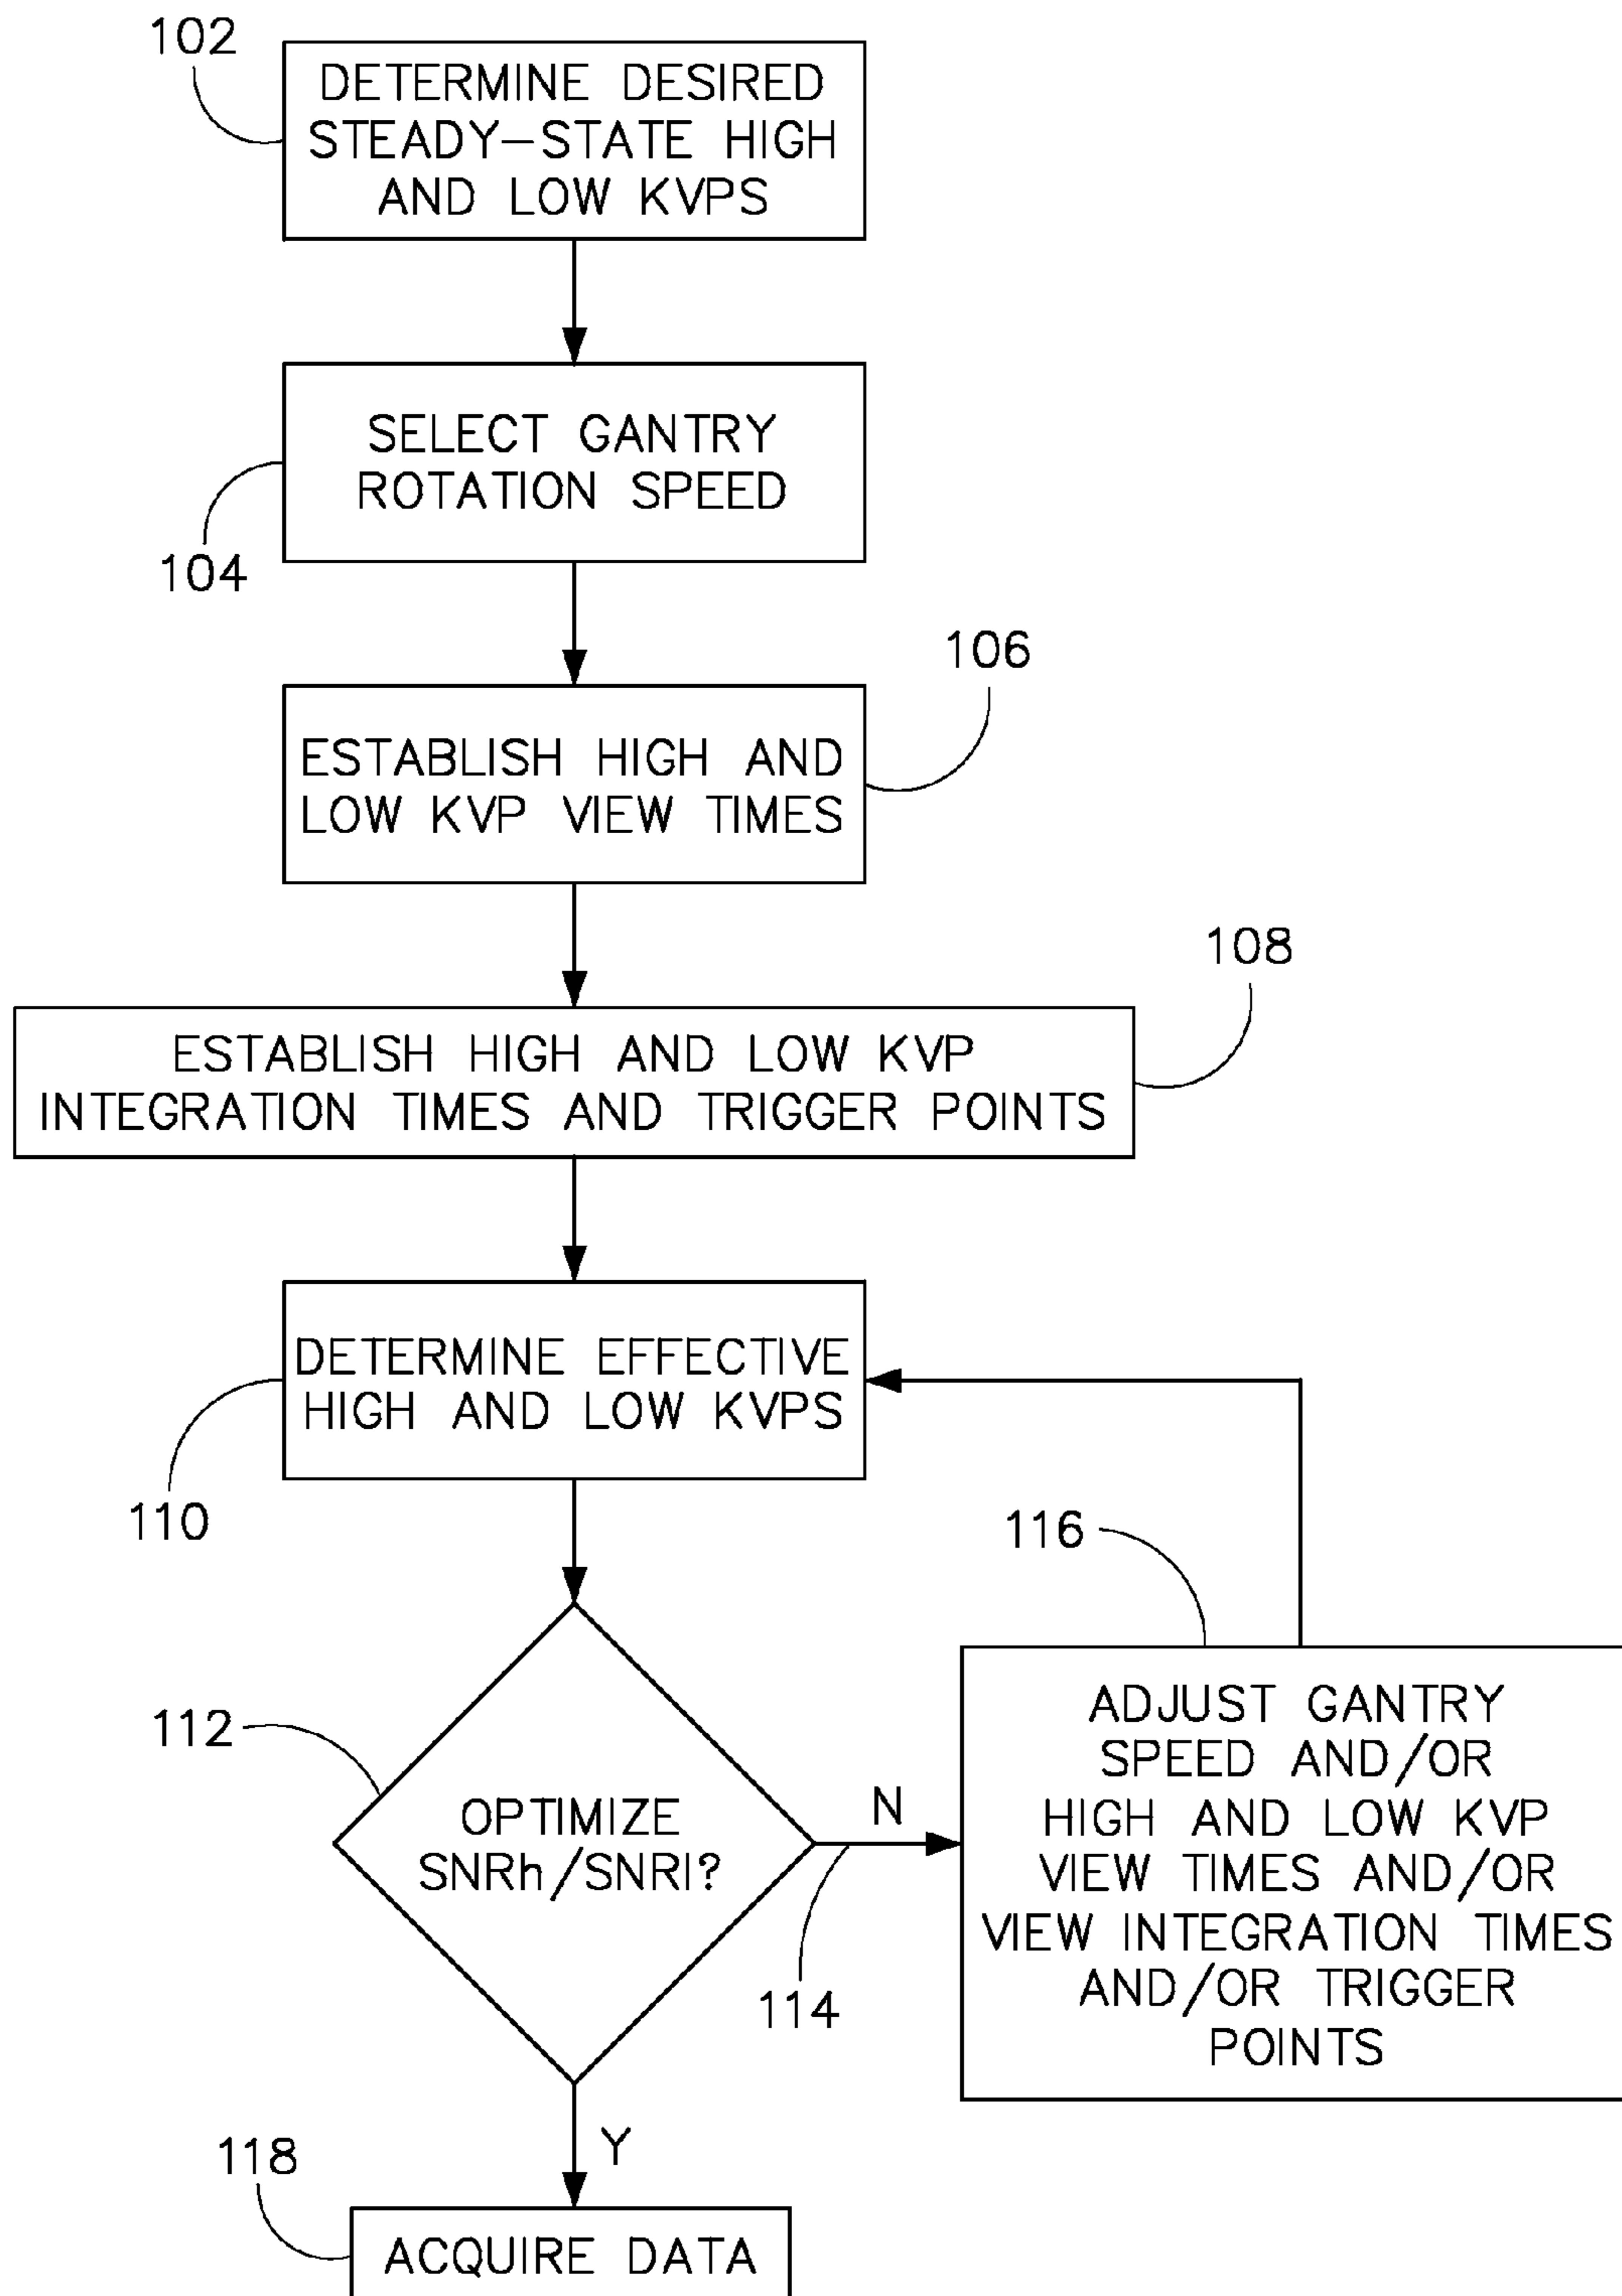 102
DETERMINE DESIRED
STEADY-STATE HIGH
AND LOW KVPS
SELECT GANTRY
ROTATION SPEED
104
106
ESTABLISH HIGH AND
LOW KVP VIEW TIMES
108
ESTABLISH HIGH AND LOW KVP
INTEGRATION TIMES AND TRIGGER POINTS
DETERMINE EFFECTIVE
HIGH AND LOW KVPS
110
112
OPTIMIZE
SNRh/SNRl?
N
114
116
ADJUST GANTRY
SPEED AND/OR
HIGH AND LOW KVP
VIEW TIMES AND/OR
VIEW INTEGRATION TIMES
AND/OR TRIGGER
POINTS
Y
118
ACQUIRE DATA